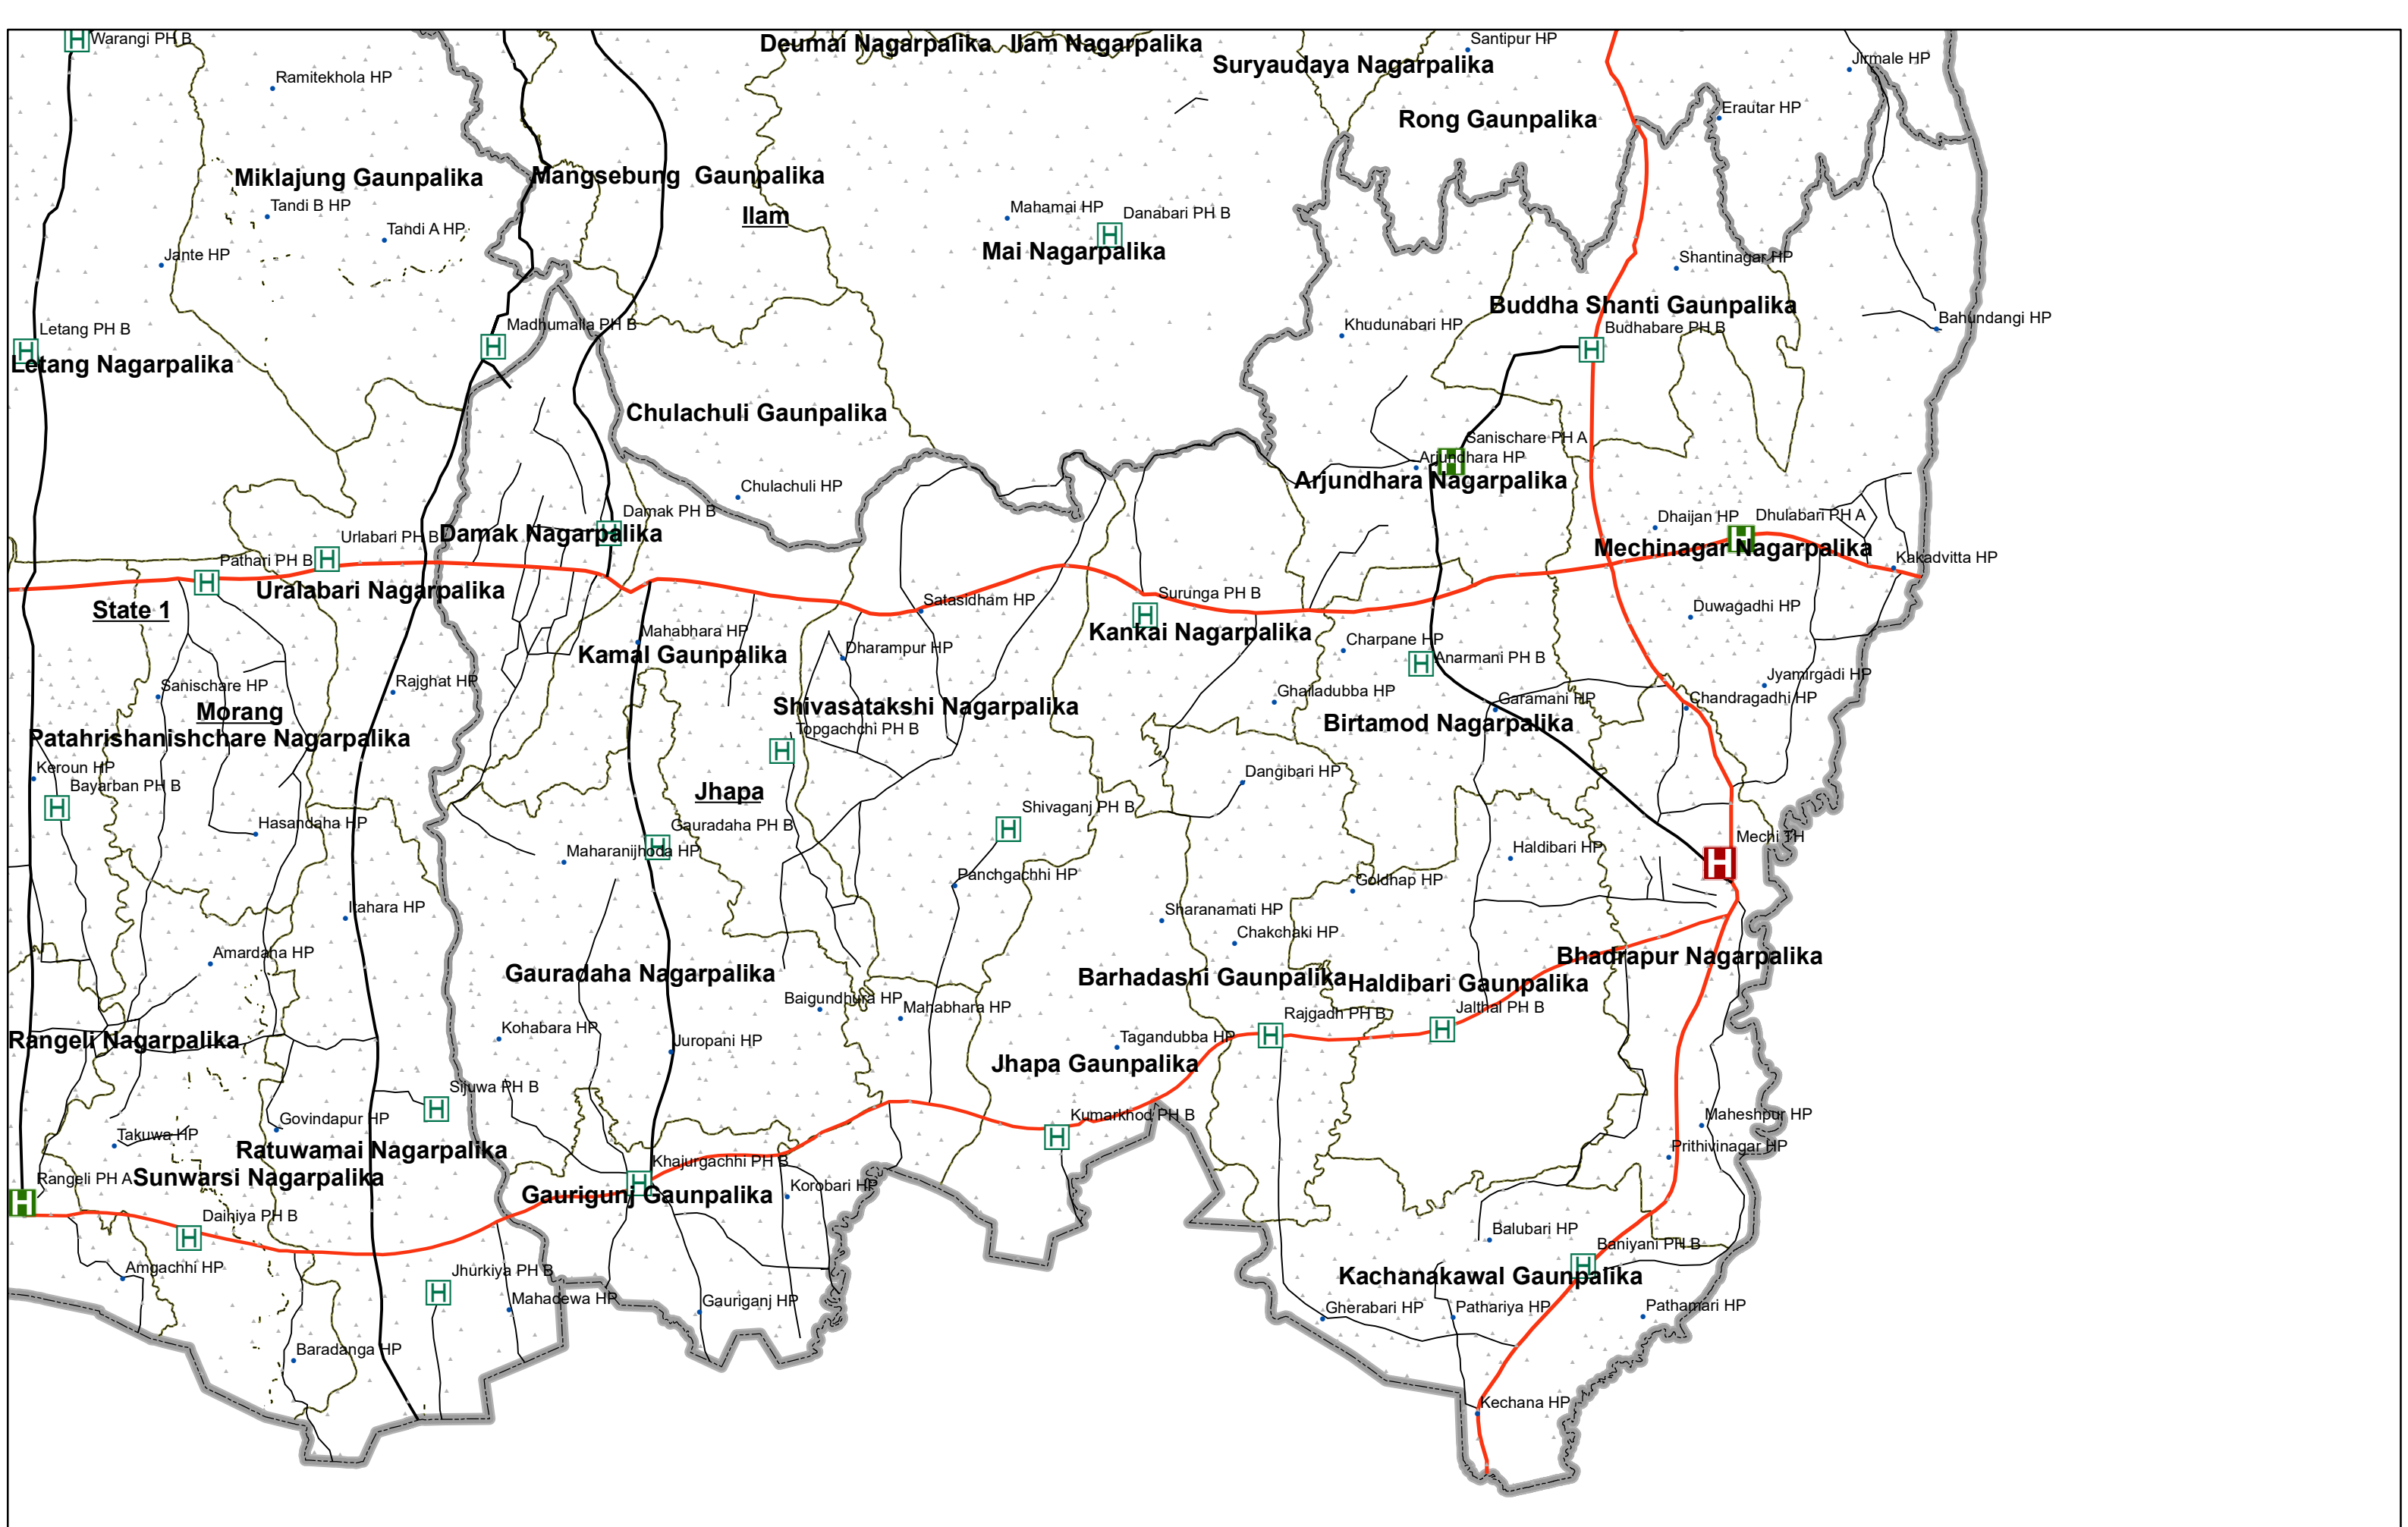 Warangi PH B
Deumai Nagarpalika
Ilam Nagarpalika
Santipur HP
Suryaudaya Nagarpalika
Jirmale HP
Ramitekhola HP
Erautar HP
Rong Gaunpalika
Miklajung Gaunpalika
Mangsebung Gaunpalika
Tandi B HP
Ilam
Mahamai HP
Danabari PH B
Tandi A HP
Mai Nagarpalika
Jante HP
Shantinagar HP
Buddha Shanti Gaunpalika
Letang PH B
Madhumalla PH B
Khudunabari HP
Budhabare PH B
Bahundangi HP
Letang Nagarpalika
Chulachuli Gaunpalika
Sanischare PH A
Arjundhara HP
Arjundhara Nagarpalika
Chulachuli HP
Damak PH B
Dhaijan HP
Dhulabari PH A
Urlabari PH B
Damak Nagarpalika
Mechinagar Nagarpalika
Pathari PH B
Kakadvitta HP
Uralabari Nagarpalika
Surunga PH B
Satasidham HP
State 1
Duwagadhi HP
Mahabhara HP
Kankai Nagarpalika
Charpane HP
Kamal Gaunpalika
Dharampur HP
Anarmani PH B
Sanischare HP
Rajghat HP
Jyamirgadi HP
Ghailadubba HP
Garamani HP
Chandragadhi HP
Morang
Shivasatakshi Nagarpalika
Birtamod Nagarpalika
Patahrishanishchare Nagarpalika
Topgachchi PH B
Keroun HP
Dangibari HP
Bayarban PH B
Jhapa
Shivaganj PH B
Hasandaha HP
Gauradaha PH B
Mechi TH
Maharanijhoda HP
Haldibari HP
Panchgachhi HP
Goldhap HP
Itahara HP
Sharanamati HP
Chakchaki HP
Amardaha HP
Bhadrapur Nagarpalika
Gauradaha Nagarpalika
Barhadashi Gaunpalika
Haldibari Gaunpalika
Baigundhura HP
Mahabhara HP
Jalthal PH B
Rajgadh PH B
Kohabara HP
Rangeli Nagarpalika
Juropani HP
Tagandubba HP
Jhapa Gaunpalika
Sijuwa PH B
Govindapur HP
Kumarkhod PH B
Maheshpur HP
Takuwa HP
Ratuwamai Nagarpalika
Prithivinagar HP
Khajurgachhi PH B
Rangeli PH A
Sunwarsi Nagarpalika
Korobari HP
Gaurigunj Gaunpalika
Dainiya PH B
Balubari HP
Baniyani PH B
Amgachhi HP
Jhurkiya PH B
Kachanakawal Gaunpalika
Mahadewa HP
Gauriganj HP
Gherabari HP
Pathariya HP
Pathamari HP
Baradanga HP
Kechana HP